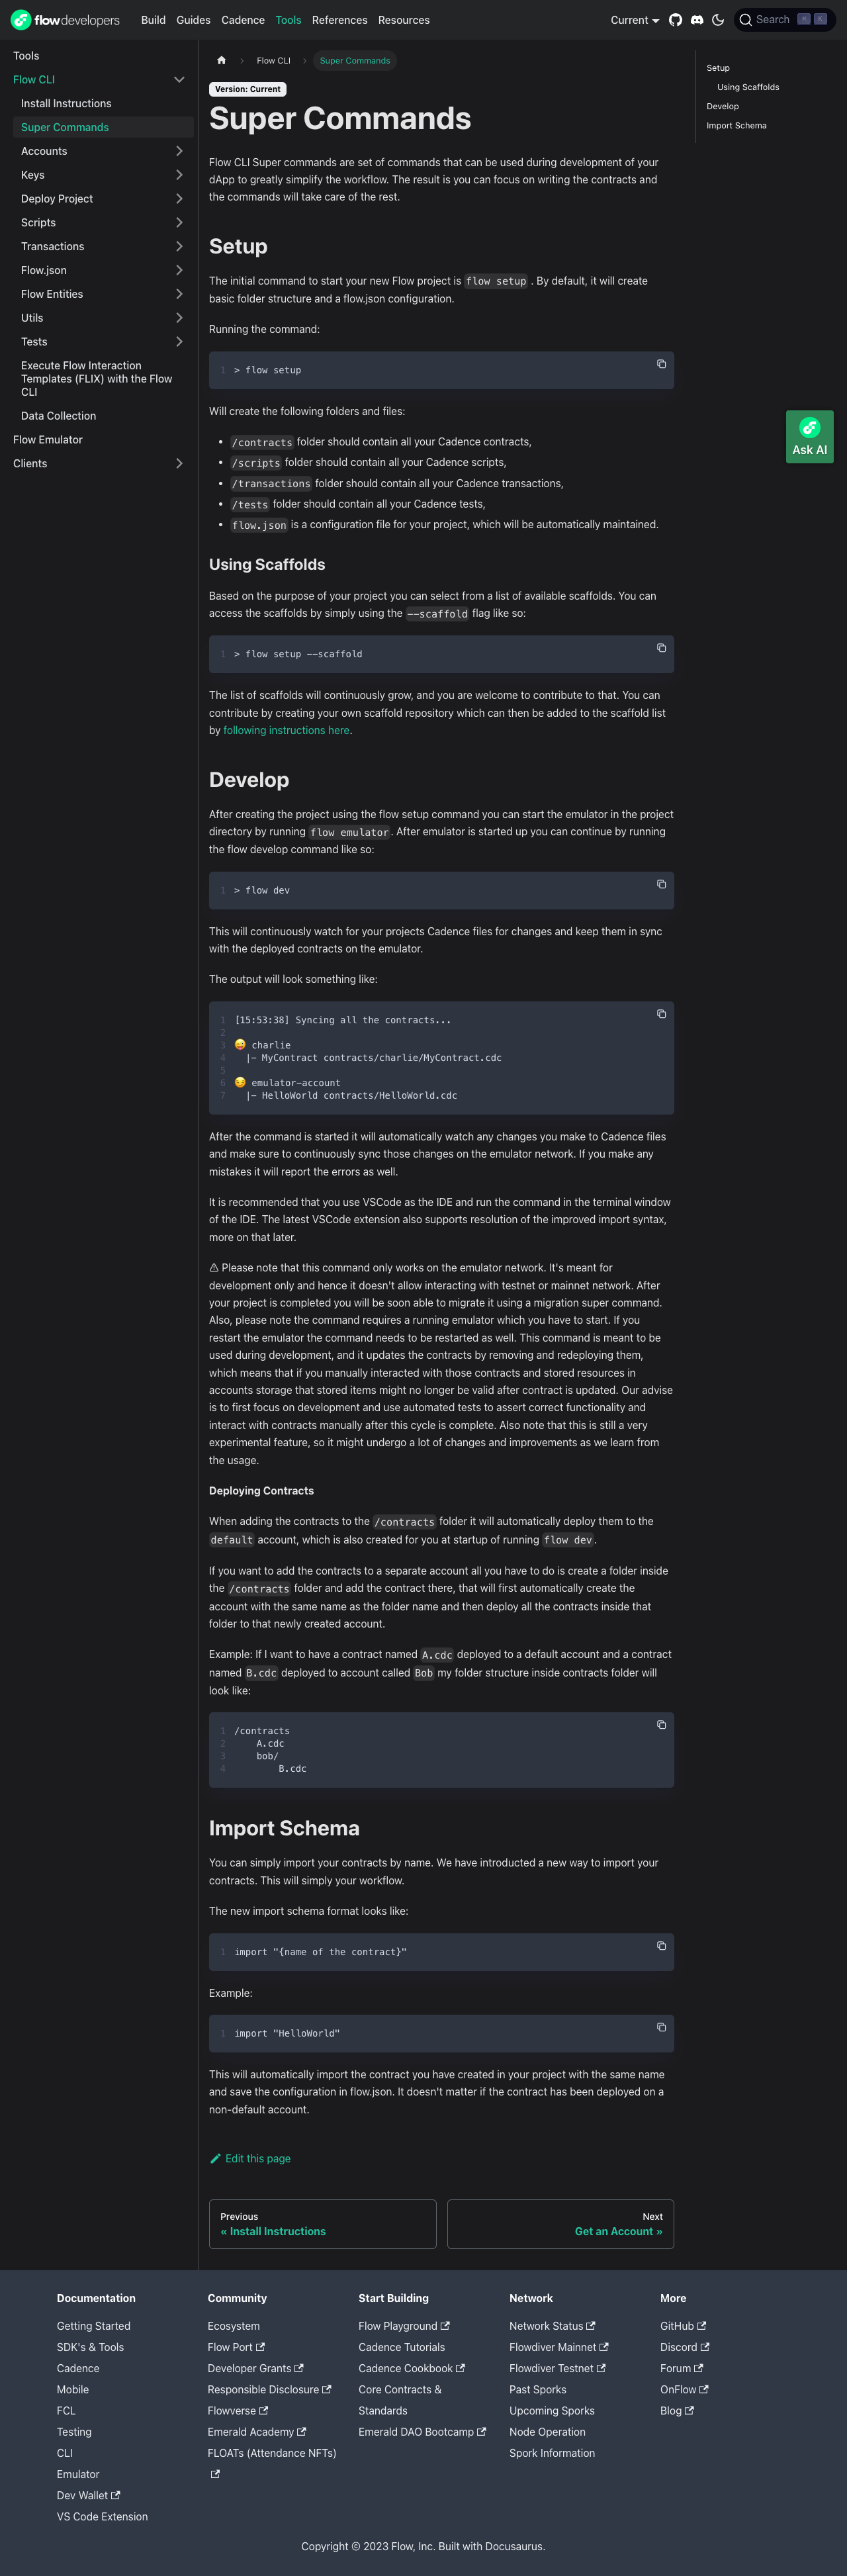 flow developers
Build Guides Cadence Tools References Resources
Current
Search ⌘ K
Tools
Flow CLI
Install Instructions
Super Commands
Accounts
Keys
Deploy Project
Scripts
Transactions
Flow.json
Flow Entities
Utils
Tests
Execute Flow Interaction
Templates (FLIX) with the Flow
CLI
Data Collection
Flow Emulator
Clients
Flow CLI
Super Commands
Version: Current
Super Commands
Flow CLI Super commands are set of commands that can be used during development of your
dApp to greatly simplify the workflow. The result is you can focus on writing the contracts and
the commands will take care of the rest.
Setup
The initial command to start your new Flow project is flow setup . By default, it will create
basic folder structure and a flow.json configuration.
Running the command:
1 > flow setup
Will create the following folders and files:
• /contracts folder should contain all your Cadence contracts,
• /scripts folder should contain all your Cadence scripts,
• /transactions folder should contain all your Cadence transactions,
• /tests folder should contain all your Cadence tests,
• flow.json is a configuration file for your project, which will be automatically maintained.
Using Scaffolds
Based on the purpose of your project you can select from a list of available scaffolds. You can
access the scaffolds by simply using the --scaffold flag like so:
1 > flow setup --scaffold
The list of scaffolds will continuously grow, and you are welcome to contribute to that. You can
contribute by creating your own scaffold repository which can then be added to the scaffold list
by following instructions here.
Develop
After creating the project using the flow setup command you can start the emulator in the project
directory by running flow emulator. After emulator is started up you can continue by running
the flow develop command like so:
1 > flow dev
This will continuously watch for your projects Cadence files for changes and keep them in sync
with the deployed contracts on the emulator.
The output will look something like:
1 [15:53:38] Syncing all the contracts...
2
3 😜 charlie
4 |- MyContract contracts/charlie/MyContract.cdc
5
6 😏 emulator-account
7 |- HelloWorld contracts/HelloWorld.cdc
After the command is started it will automatically watch any changes you make to Cadence files
and make sure to continuously sync those changes on the emulator network. If you make any
mistakes it will report the errors as well.
It is recommended that you use VSCode as the IDE and run the command in the terminal window
of the IDE. The latest VSCode extension also supports resolution of the improved import syntax,
more on that later.
⚠ Please note that this command only works on the emulator network. It's meant for
development only and hence it doesn't allow interacting with testnet or mainnet network. After
your project is completed you will be soon able to migrate it using a migration super command.
Also, please note the command requires a running emulator which you have to start. If you
restart the emulator the command needs to be restarted as well. This command is meant to be
used during development, and it updates the contracts by removing and redeploying them,
which means that if you manually interacted with those contracts and stored resources in
accounts storage that stored items might no longer be valid after contract is updated. Our advise
is to first focus on development and use automated tests to assert correct functionality and
interact with contracts manually after this cycle is complete. Also note that this is still a very
experimental feature, so it might undergo a lot of changes and improvements as we learn from
the usage.
Deploying Contracts
When adding the contracts to the /contracts folder it will automatically deploy them to the
default account, which is also created for you at startup of running flow dev.
If you want to add the contracts to a separate account all you have to do is create a folder inside
the /contracts folder and add the contract there, that will first automatically create the
account with the same name as the folder name and then deploy all the contracts inside that
folder to that newly created account.
Example: If I want to have a contract named A.cdc deployed to a default account and a contract
named B.cdc deployed to account called Bob my folder structure inside contracts folder will
look like:
1 /contracts
2 A.cdc
3 bob/
4 B.cdc
Import Schema
You can simply import your contracts by name. We have introducted a new way to import your
contracts. This will simply your workflow.
The new import schema format looks like:
1 import "{name of the contract}"
Example:
1 import "HelloWorld"
This will automatically import the contract you have created in your project with the same name
and save the configuration in flow.json. It doesn't matter if the contract has been deployed on a
non-default account.
Edit this page
Previous
« Install Instructions
Next
Get an Account »
Setup
Using Scaffolds
Develop
Import Schema
Ask AI
Documentation
Getting Started
SDK's & Tools
Cadence
Mobile
FCL
Testing
CLI
Emulator
Dev Wallet
VS Code Extension
Community
Ecosystem
Flow Port
Developer Grants
Responsible Disclosure
Flowverse
Emerald Academy
FLOATs (Attendance NFTs)
Start Building
Flow Playground
Cadence Tutorials
Cadence Cookbook
Core Contracts &
Standards
Emerald DAO Bootcamp
Network
Network Status
Flowdiver Mainnet
Flowdiver Testnet
Past Sporks
Upcoming Sporks
Node Operation
Spork Information
More
GitHub
Discord
Forum
OnFlow
Blog
Copyright © 2023 Flow, Inc. Built with Docusaurus.